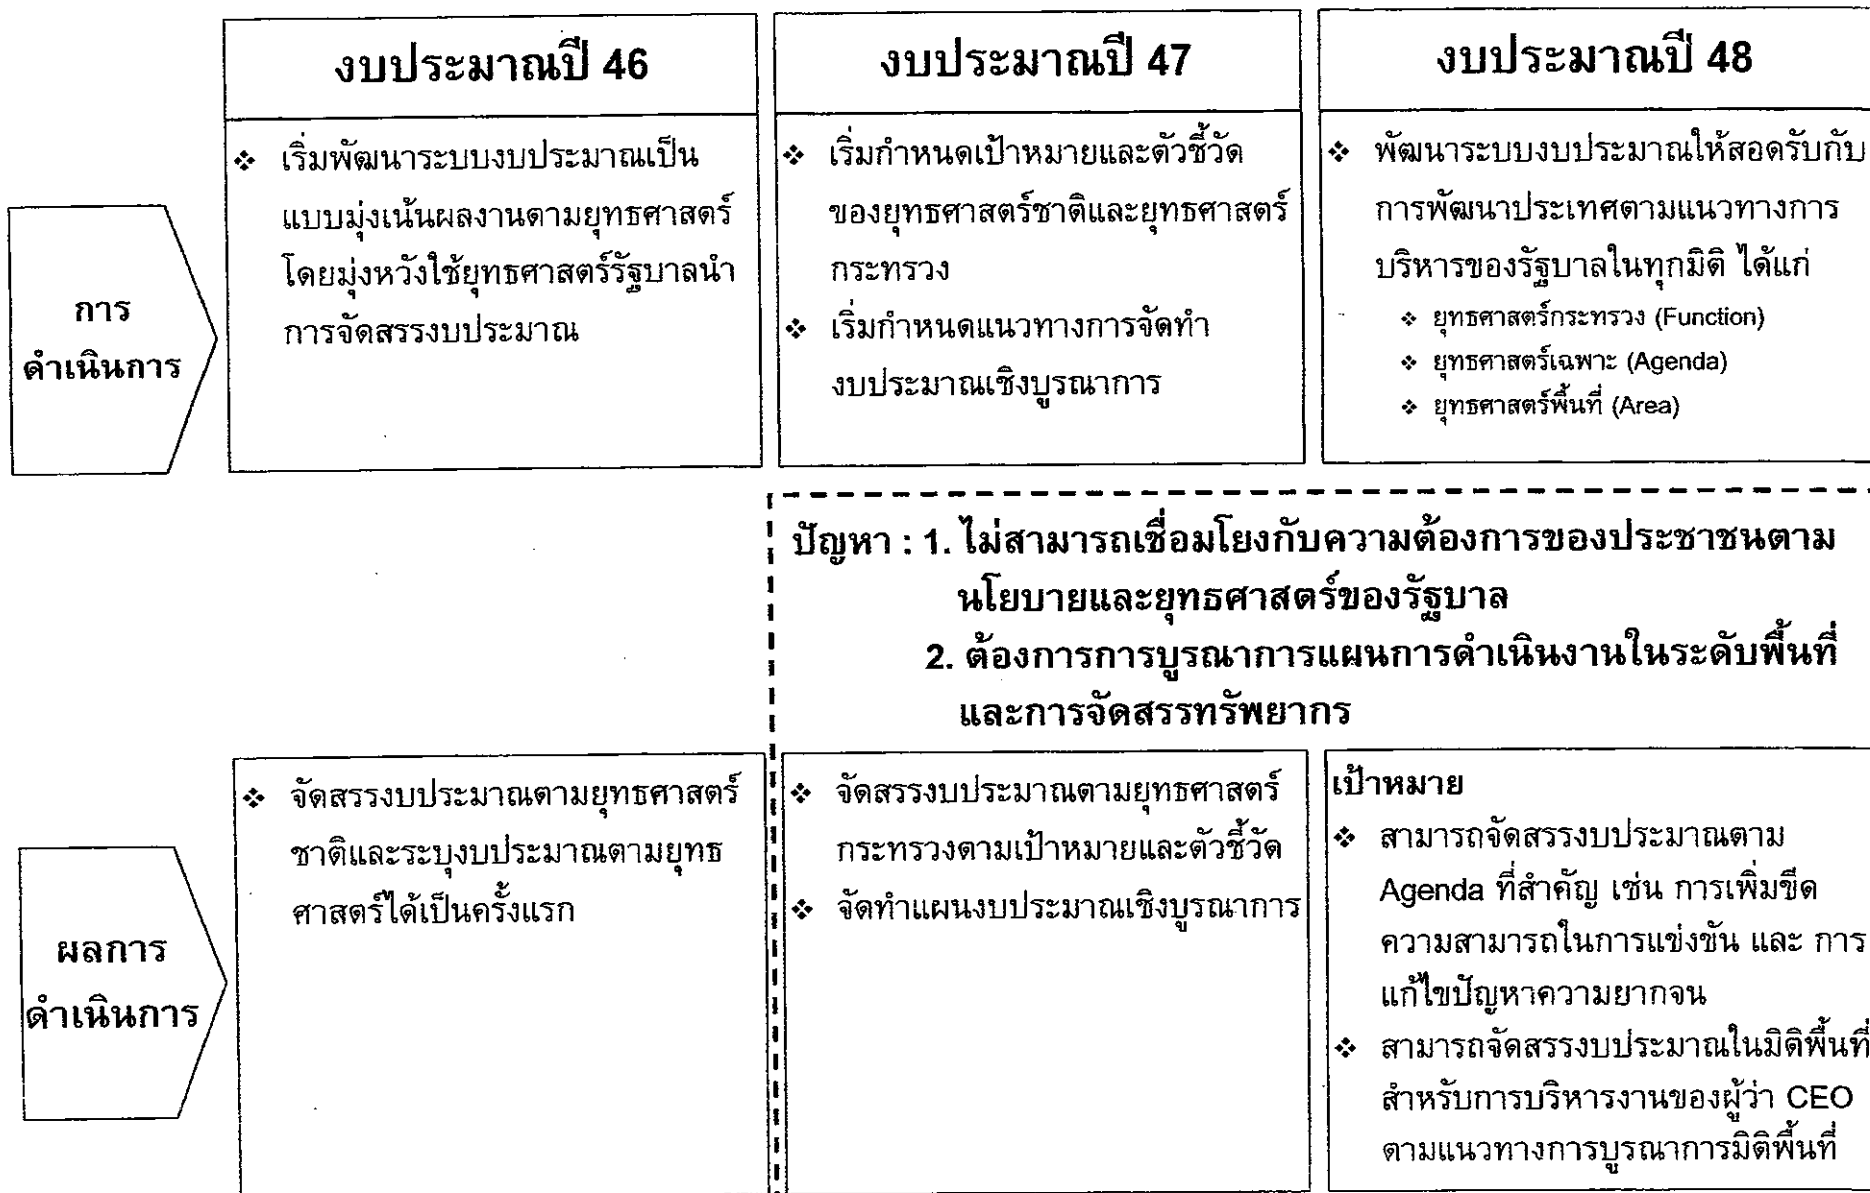 งบประมาณปี 46
งบประมาณปี 47
งบประมาณปี 48
การ
ดำเนินการ
❖ เริ่มพัฒนาระบบงบประมาณเป็น
แบบมุ่งเน้นผลงานตามยุทธศาสตร์
โดยมุ่งหวังใช้ยุทธศาสตร์รัฐบาลนำ
การจัดสรรงบประมาณ
❖ เริ่มกำหนดเป้าหมายและตัวชี้วัด
ของยุทธศาสตร์ชาติและยุทธศาสตร์
กระทรวง
❖ เริ่มกำหนดแนวทางการจัดทำ
งบประมาณเชิงบูรณาการ
❖ พัฒนาระบบงบประมาณให้สอดรับกับ
การพัฒนาประเทศตามแนวทางการ
บริหารของรัฐบาลในทุกมิติ ได้แก่
❖ ยุทธศาสตร์กระทรวง (Function)
❖ ยุทธศาสตร์เฉพาะ (Agenda)
❖ ยุทธศาสตร์พื้นที่ (Area)
ปัญหา : 1. ไม่สามารถเชื่อมโยงกับความต้องการของประชาชนตาม
นโยบายและยุทธศาสตร์ของรัฐบาล
2. ต้องการการบูรณาการแผนการดำเนินงานในระดับพื้นที่
และการจัดสรรทรัพยากร
ผลการ
ดำเนินการ
❖ จัดสรรงบประมาณตามยุทธศาสตร์
ชาติและระบุงบประมาณตามยุทธ
ศาสตร์ได้เป็นครั้งแรก
❖ จัดสรรงบประมาณตามยุทธศาสตร์
กระทรวงตามเป้าหมายและตัวชี้วัด
❖ จัดทำแผนงบประมาณเชิงบูรณาการ
เป้าหมาย
❖ สามารถจัดสรรงบประมาณตาม
Agenda ที่สำคัญ เช่น การเพิ่มขีด
ความสามารถในการแข่งขัน และ การ
แก้ไขปัญหาความยากจน
❖ สามารถจัดสรรงบประมาณในมิติพื้นที่
สำหรับการบริหารงานของผู้ว่า CEO
ตามแนวทางการบูรณาการมิติพื้นที่